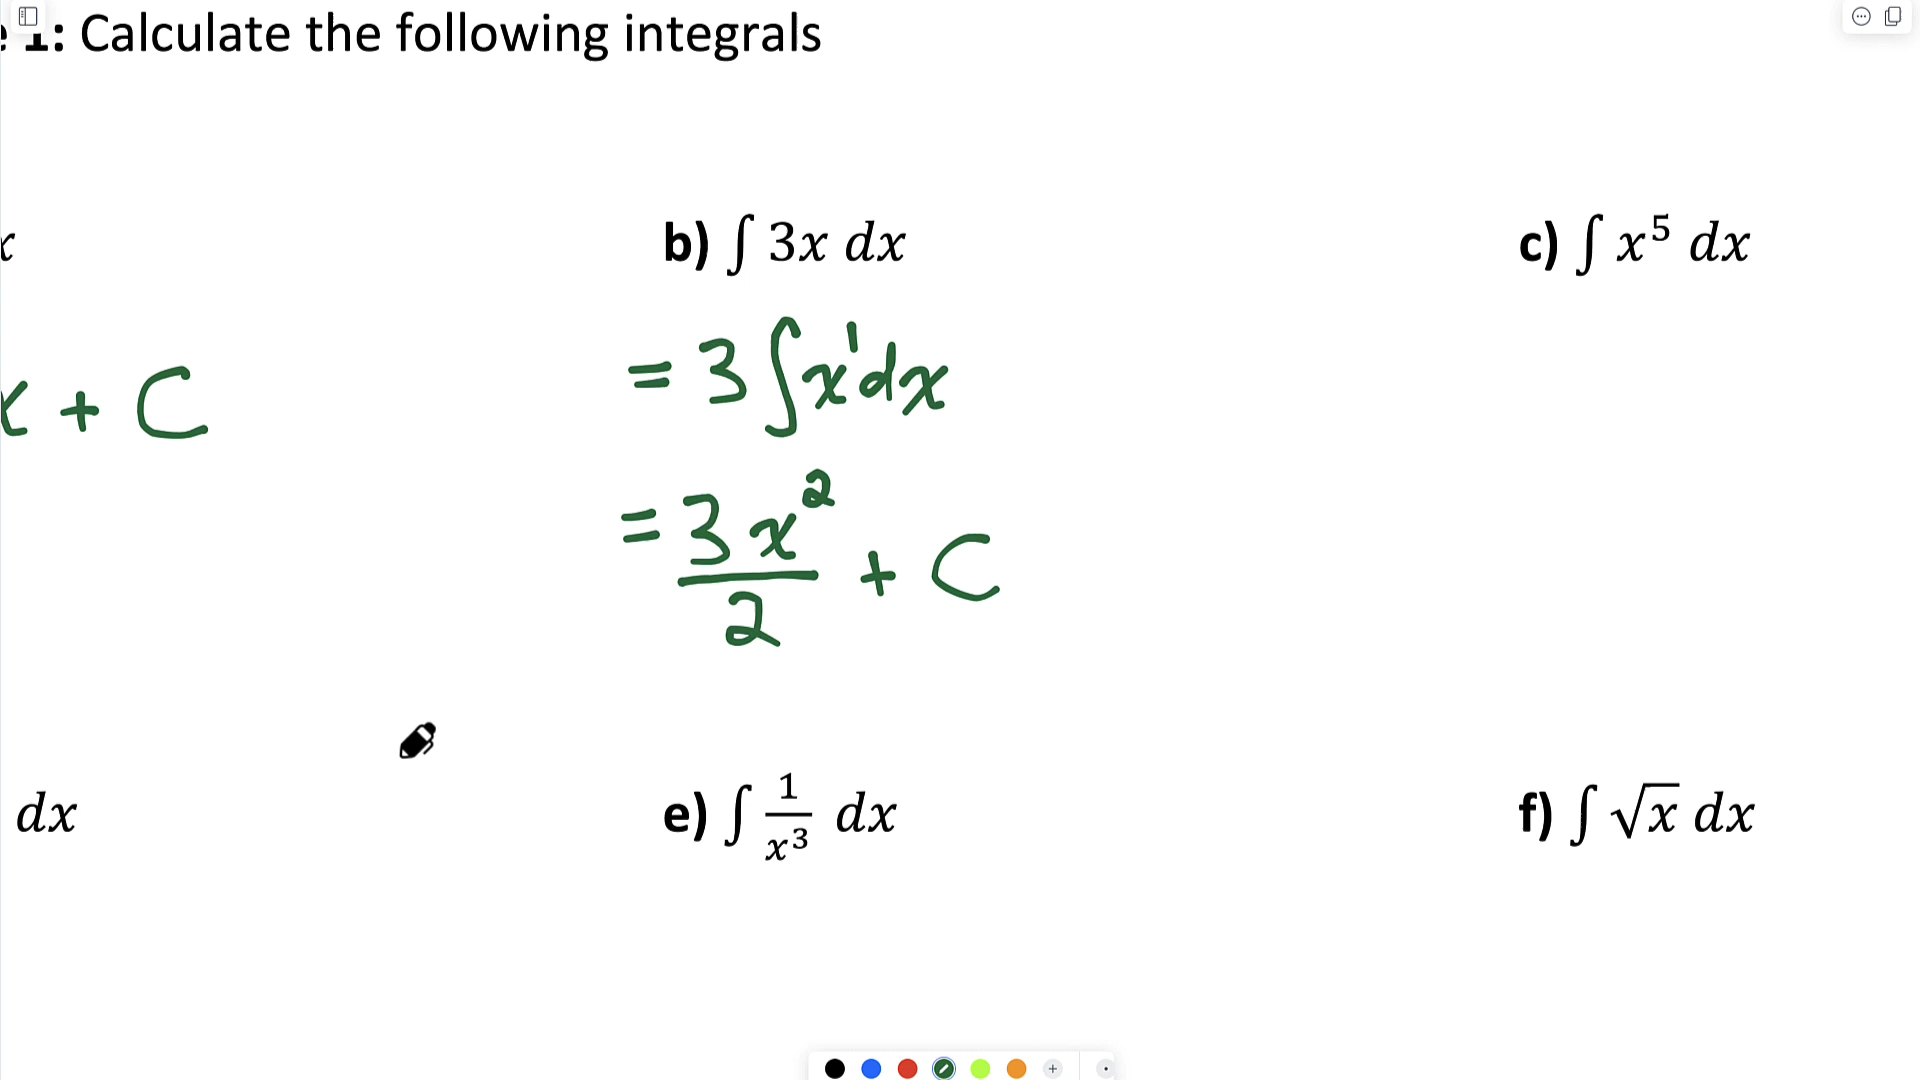 1: Calculate the following integrals
x b) ∫ 3x dx c) ∫ x⁵ dx
x + C = 3 ∫ x¹ dx
= 3x²/2 + C
dx e) ∫ 1/x³ dx f) ∫ √x dx